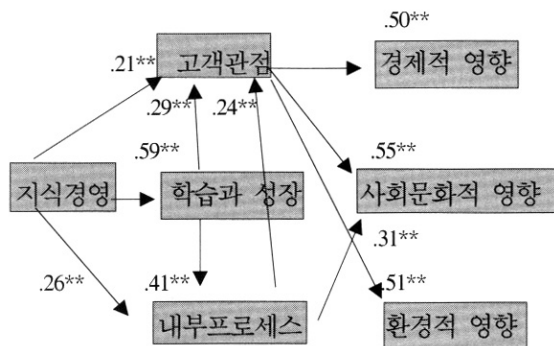 .50**
.21** 고객관점 경제적 영향
.29** .24**
.59** .55**
지식경영 학습과 성장 사회문화적 영향
.31**
.26** .41** .51**
내부프로세스 환경적 영향